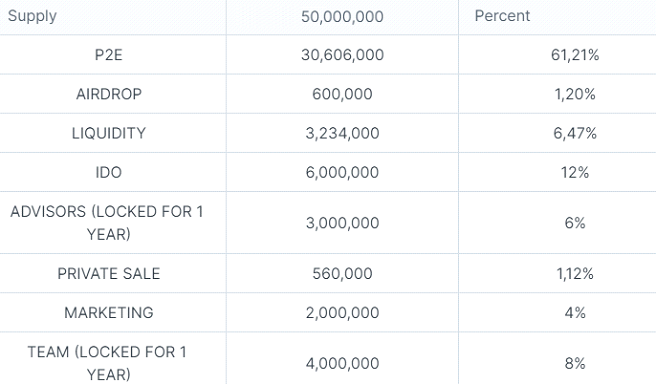 Supply 50,000,000 Percent
P2E 30,606,000 61,21%
AIRDROP 600,000 1,20%
LIQUIDITY 3,234,000 6,47%
IDO 6,000,000 12%
ADVISORS (LOCKED FOR 1
YEAR) 3,000,000 6%
PRIVATE SALE 560,000 1,12%
MARKETING 2,000,000 4%
TEAM (LOCKED FOR 1
YEAR) 4,000,000 8%